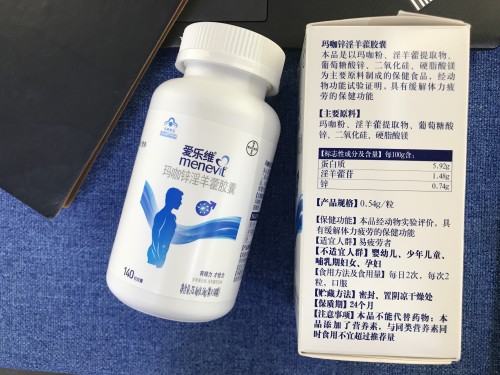 爱乐维
menevit
玛咖锌淫羊藿胶囊
BAYER
140
玛咖锌淫羊藿胶囊
本品是以玛咖粉、淫羊藿提取物、
葡萄糖酸锌、二氧化硅、硬脂酸镁
为主要原料制成的保健食品，经动
物功能试验证明，具有缓解体力疲
劳的保健功能
【主要原料】
玛咖粉、淫羊藿提取物、葡萄糖酸
锌、二氧化硅、硬脂酸镁
【标志性成分及含量】每100g含：
蛋白质 5.92g
淫羊藿苷 1.48g
锌 0.74g
【产品规格】0.54g/粒
【保健功能】本品经动物实验评价，具
有缓解体力疲劳的保健功能
【适宜人群】易疲劳者
【不适宜人群】婴幼儿、少年儿童、
哺乳期妇女、孕妇
【食用方法及食用量】每日2次，每次2
粒，口服
【贮藏方法】密封、置阴凉干燥处
【保质期】24个月
【注意事项】本品不能代替药物；本
品添加了营养素，与同类营养素同
时食用不宜超过推荐量